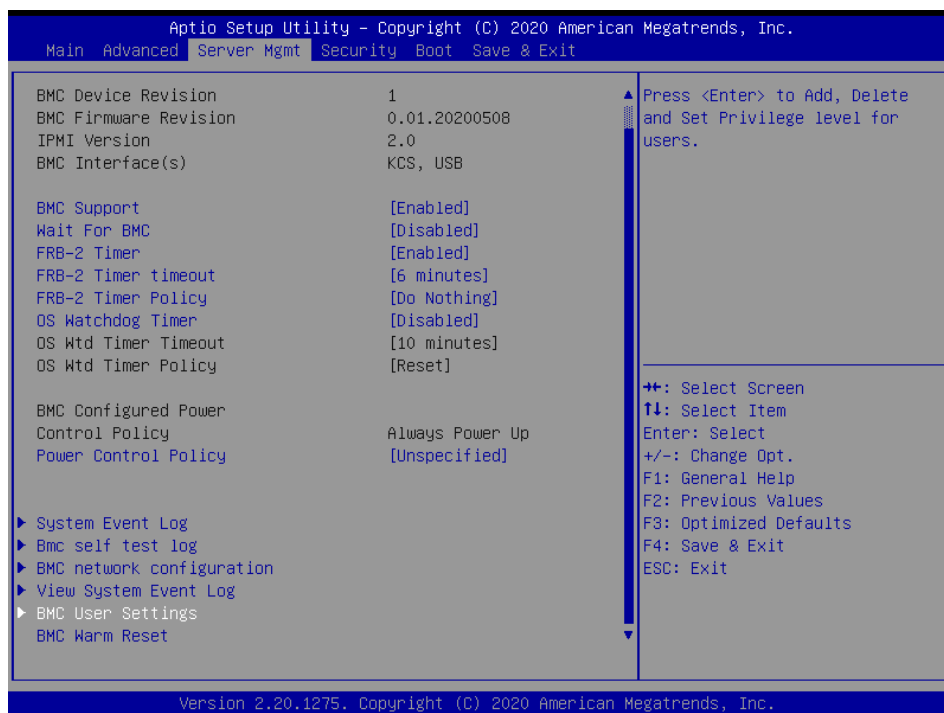 Aptio Setup Utility – Copyright (C) 2020 American Megatrends, Inc.
Main Advanced Server Mgmt Security Boot Save & Exit
BMC Device Revision 1
BMC Firmware Revision 0.01.20200508
IPMI Version 2.0
BMC Interface(s) KCS, USB
BMC Support [Enabled]
Wait For BMC [Disabled]
FRB-2 Timer [Enabled]
FRB-2 Timer timeout [6 minutes]
FRB-2 Timer Policy [Do Nothing]
OS Watchdog Timer [Disabled]
OS Wtd Timer Timeout [10 minutes]
OS Wtd Timer Policy [Reset]
BMC Configured Power
Control Policy Always Power Up
Power Control Policy [Unspecified]
System Event Log
Bmc self test log
BMC network configuration
View System Event Log
BMC User Settings
BMC Warm Reset
Press <Enter> to Add, Delete
and Set Privilege level for
users.
→←: Select Screen
↑↓: Select Item
Enter: Select
+/-: Change Opt.
F1: General Help
F2: Previous Values
F3: Optimized Defaults
F4: Save & Exit
ESC: Exit
Version 2.20.1275. Copyright (C) 2020 American Megatrends, Inc.